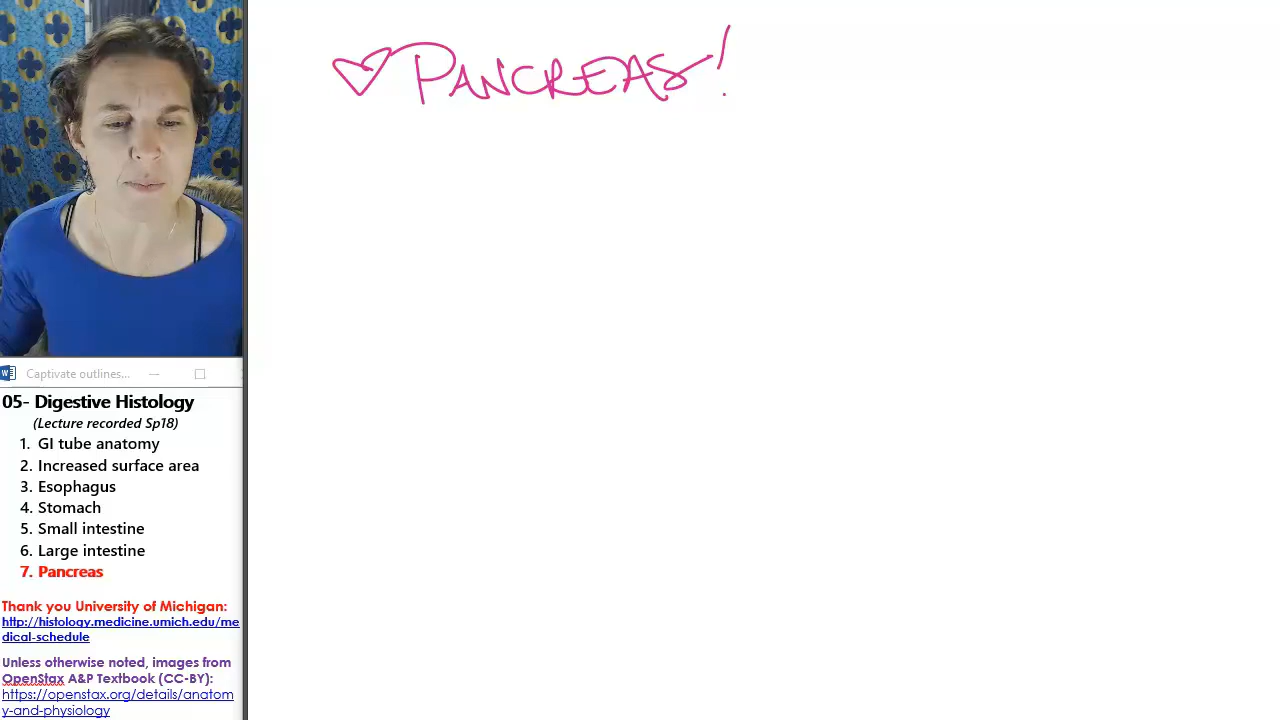 PANCREAS!
Captivate outlines...
05- Digestive Histology
(Lecture recorded Sp18)
1. GI tube anatomy
2. Increased surface area
3. Esophagus
4. Stomach
5. Small intestine
6. Large intestine
7. Pancreas
Thank you University of Michigan:
http://histology.medicine.umich.edu/me
dical-schedule
Unless otherwise noted, images from
OpenStax A&P Textbook (CC-BY):
https://openstax.org/details/anatom
y-and-physiology